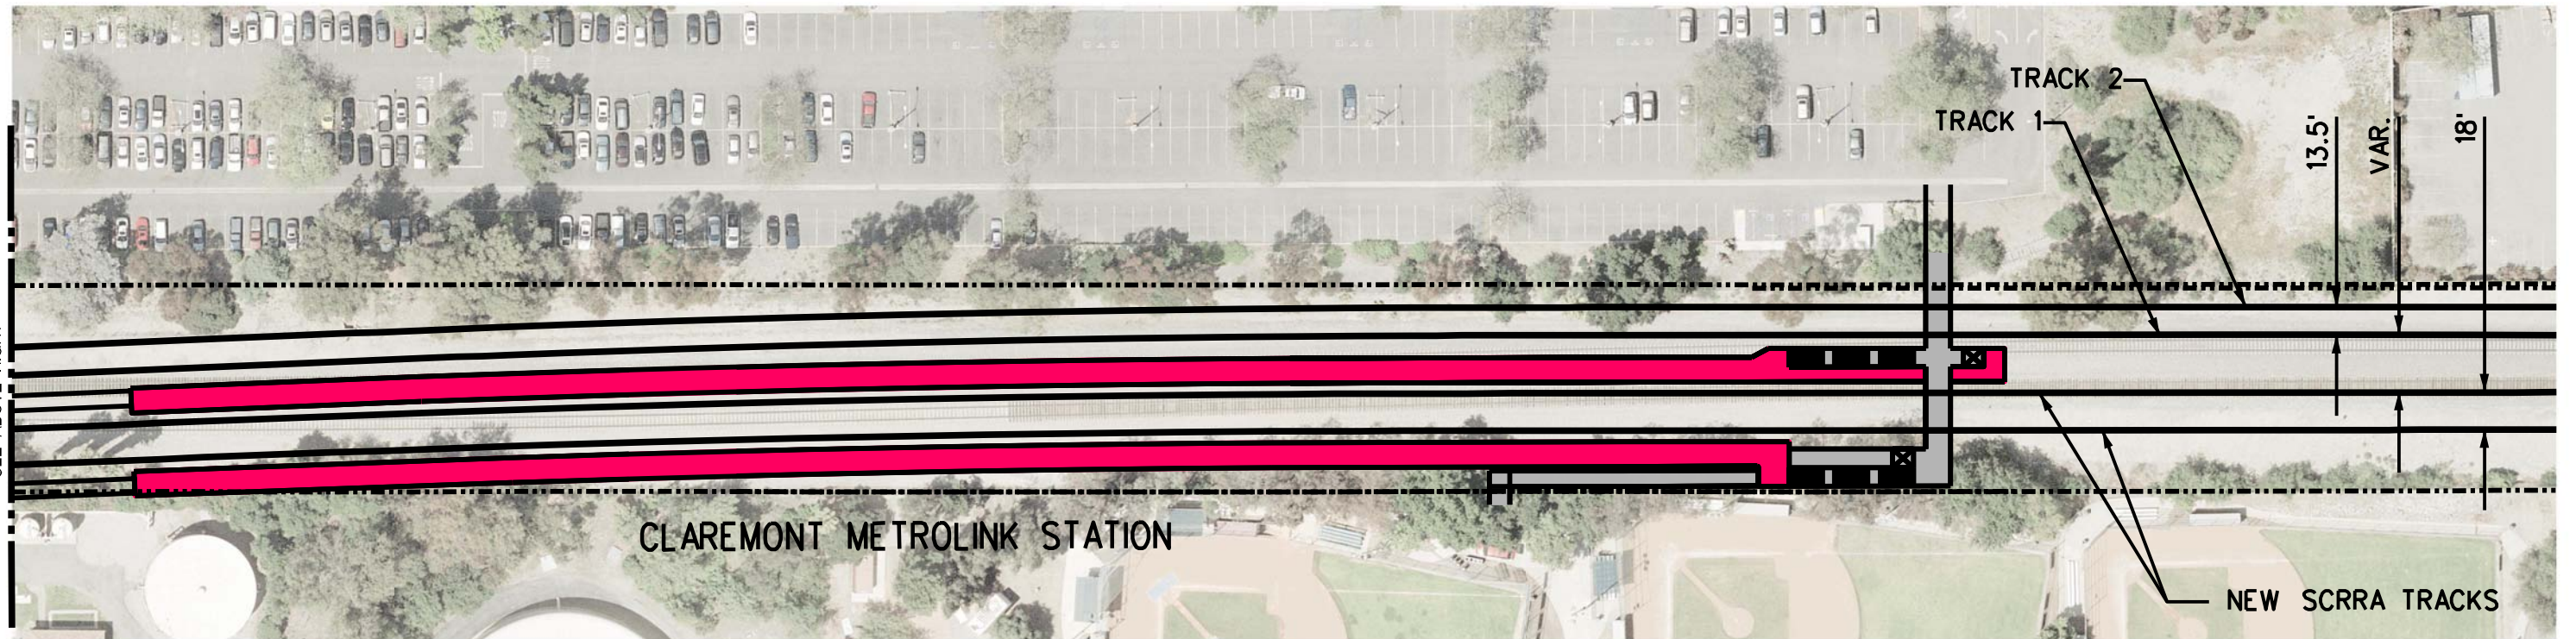 TRACK 2
TRACK 1
13.5'
VAR.
18'
CLAREMONT METROLINK STATION
NEW SCRRA TRACKS